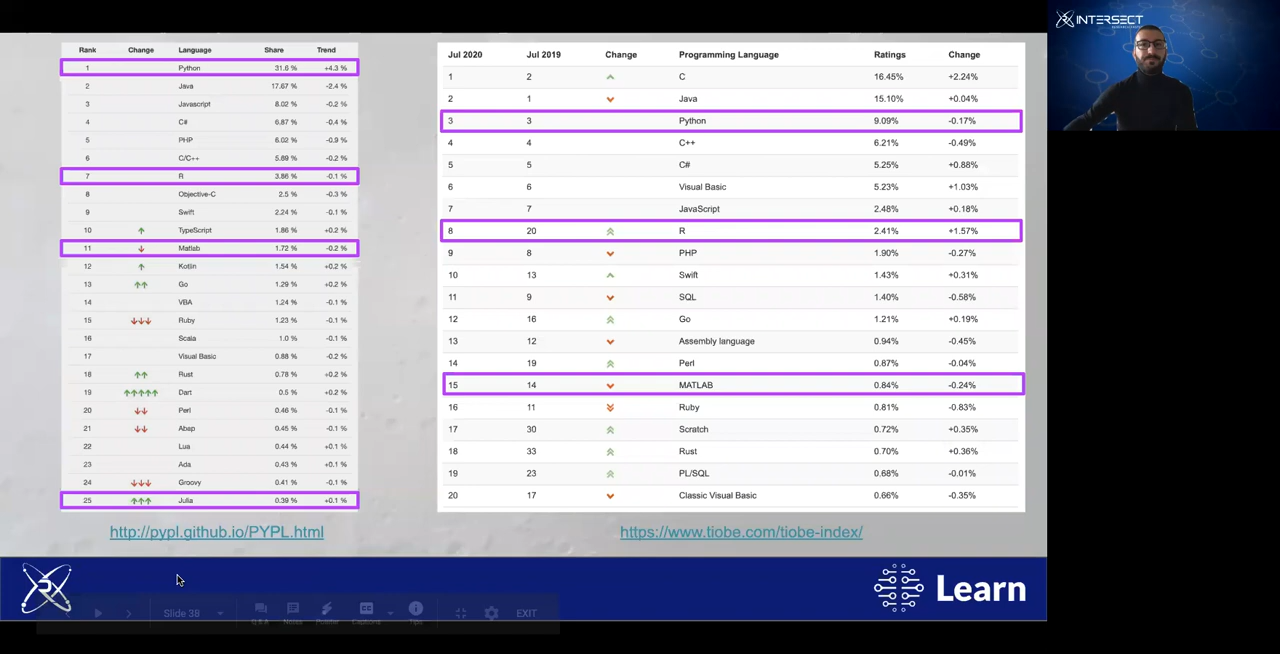 Rank Change Language Share Trend
1 Python 31.6 % +4.3 %
2 Java 17.67 % -2.4 %
3 Javascript 8.02 % -0.2 %
4 C# 6.87 % -0.4 %
5 PHP 6.02 % -0.9 %
6 C/C++ 5.89 % -0.2 %
7 R 3.86 % -0.1 %
8 Objective-C 2.5 % -0.3 %
9 Swift 2.24 % -0.1 %
10 ↑ TypeScript 1.86 % +0.2 %
11 ↓ Matlab 1.72 % -0.2 %
12 ↑ Kotlin 1.54 % +0.2 %
13 ↑↑ Go 1.29 % +0.2 %
14 VBA 1.24 % -0.1 %
15 ↓↓↓ Ruby 1.23 % -0.1 %
16 Scala 1.0 % -0.1 %
17 Visual Basic 0.88 % -0.2 %
18 ↑↑ Rust 0.78 % +0.2 %
19 ↑↑↑↑↑ Dart 0.5 % +0.2 %
20 ↓↓ Perl 0.46 % -0.1 %
21 ↓↓ Abap 0.45 % -0.1 %
22 Lua 0.44 % +0.1 %
23 Ada 0.43 % +0.1 %
24 ↓↓↓ Groovy 0.41 % -0.1 %
25 ↑↑↑ Julia 0.39 % +0.1 %
http://pypl.github.io/PYPL.html
Jul 2020 Jul 2019 Change Programming Language Ratings Change
1 2 C 16.45% +2.24%
2 1 Java 15.10% +0.04%
3 3 Python 9.09% -0.17%
4 4 C++ 6.21% -0.49%
5 5 C# 5.25% +0.88%
6 6 Visual Basic 5.23% +1.03%
7 7 JavaScript 2.48% +0.18%
8 20 R 2.41% +1.57%
9 8 PHP 1.90% -0.27%
10 13 Swift 1.43% +0.31%
11 9 SQL 1.40% -0.58%
12 16 Go 1.21% +0.19%
13 12 Assembly language 0.94% -0.45%
14 19 Perl 0.87% -0.04%
15 14 MATLAB 0.84% -0.24%
16 11 Ruby 0.81% -0.83%
17 30 Scratch 0.72% +0.35%
18 33 Rust 0.70% +0.36%
19 23 PL/SQL 0.68% -0.01%
20 17 Classic Visual Basic 0.66% -0.35%
https://www.tiobe.com/tiobe-index/
INTERSECT
Learn
Slide 38
Q & A Notes Pointer Captions Tips EXIT